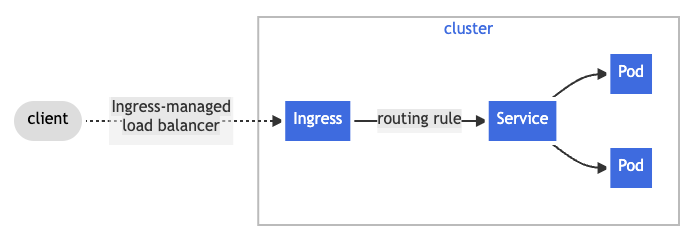 cluster
client
Ingress-managed
load balancer
Ingress
routing rule
Service
Pod
Pod